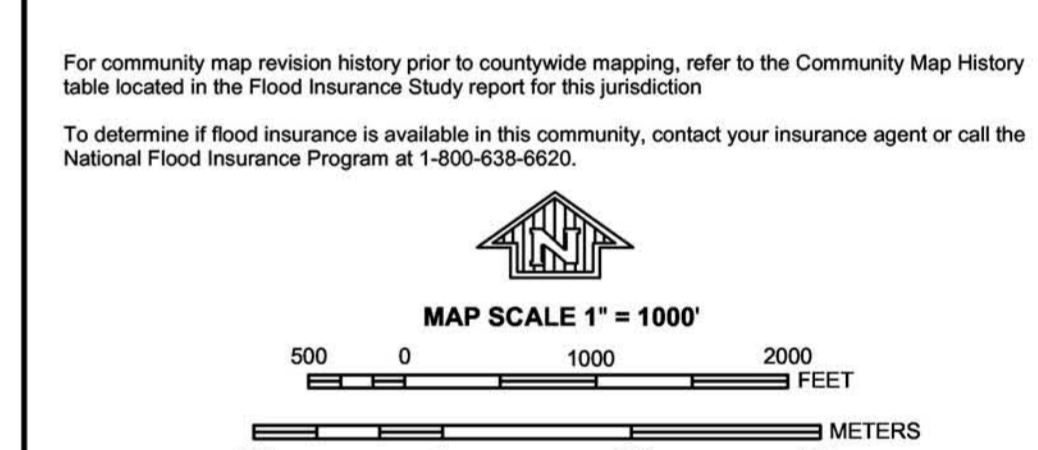 For community map revision history prior to countywide mapping, refer to the Community Map History
table located in the Flood Insurance Study report for this jurisdiction
To determine if flood insurance is available in this community, contact your insurance agent or call the
National Flood Insurance Program at 1-800-638-6620.
N
MAP SCALE 1" = 1000'
500 0 1000 2000
FEET
METERS